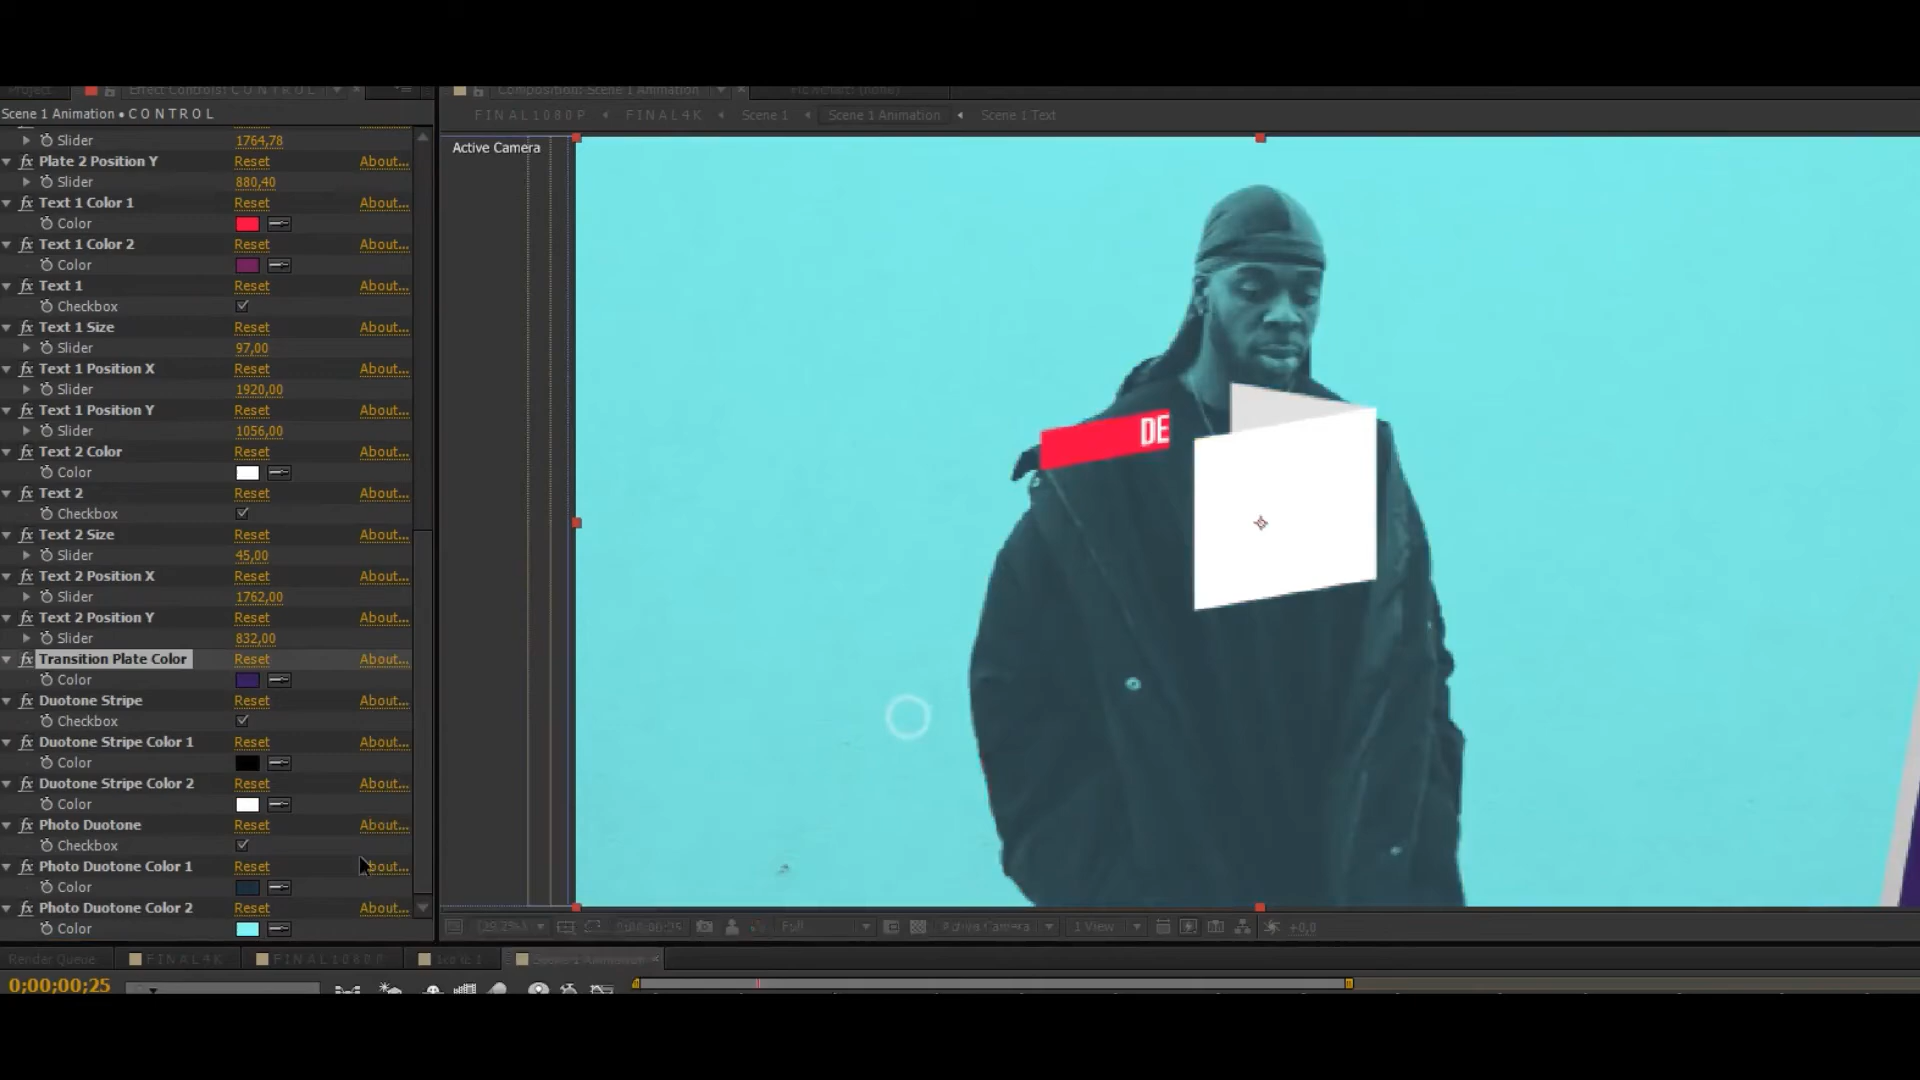 Project
Effect Controls: C O N T R O L
Composition: Scene 1 Animation
Flowchart: (none)
Scene 1 Animation • C O N T R O L
F I N A L 1 0 8 0 P
F I N A L 4 K
Scene 1
Scene 1 Animation
Scene 1 Text
Active Camera
Slider 1764,78
fx Plate 2 Position Y Reset About...
Slider 880,40
fx Text 1 Color 1 Reset About...
Color
fx Text 1 Color 2 Reset About...
Color
fx Text 1 Reset About...
Checkbox
fx Text 1 Size Reset About...
Slider 97,00
fx Text 1 Position X Reset About...
Slider 1920,00
fx Text 1 Position Y Reset About...
Slider 1056,00
fx Text 2 Color Reset About...
Color
fx Text 2 Reset About...
Checkbox
fx Text 2 Size Reset About...
Slider 45,00
fx Text 2 Position X Reset About...
Slider 1762,00
fx Text 2 Position Y Reset About...
Slider 832,00
fx Transition Plate Color Reset About...
Color
fx Duotone Stripe Reset About...
Checkbox
fx Duotone Stripe Color 1 Reset About...
Color
fx Duotone Stripe Color 2 Reset About...
Color
fx Photo Duotone Reset About...
Checkbox
fx Photo Duotone Color 1 Reset bout...
Color
fx Photo Duotone Color 2 Reset About...
Color
DE
Full
Active Camera
1 View
+0,0
Render Queue
F I N A L 4 K
F I N A L 1 0 8 0 P
Scene 1 Animation
0;00;00;25